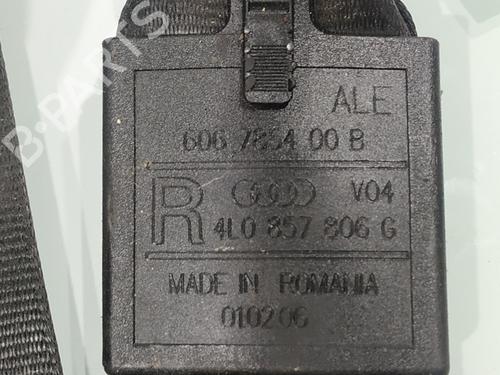 ALE
606 7854 00 B
R V04
4L0 857 806 G
MADE IN ROMANIA
010206
B-PARTS